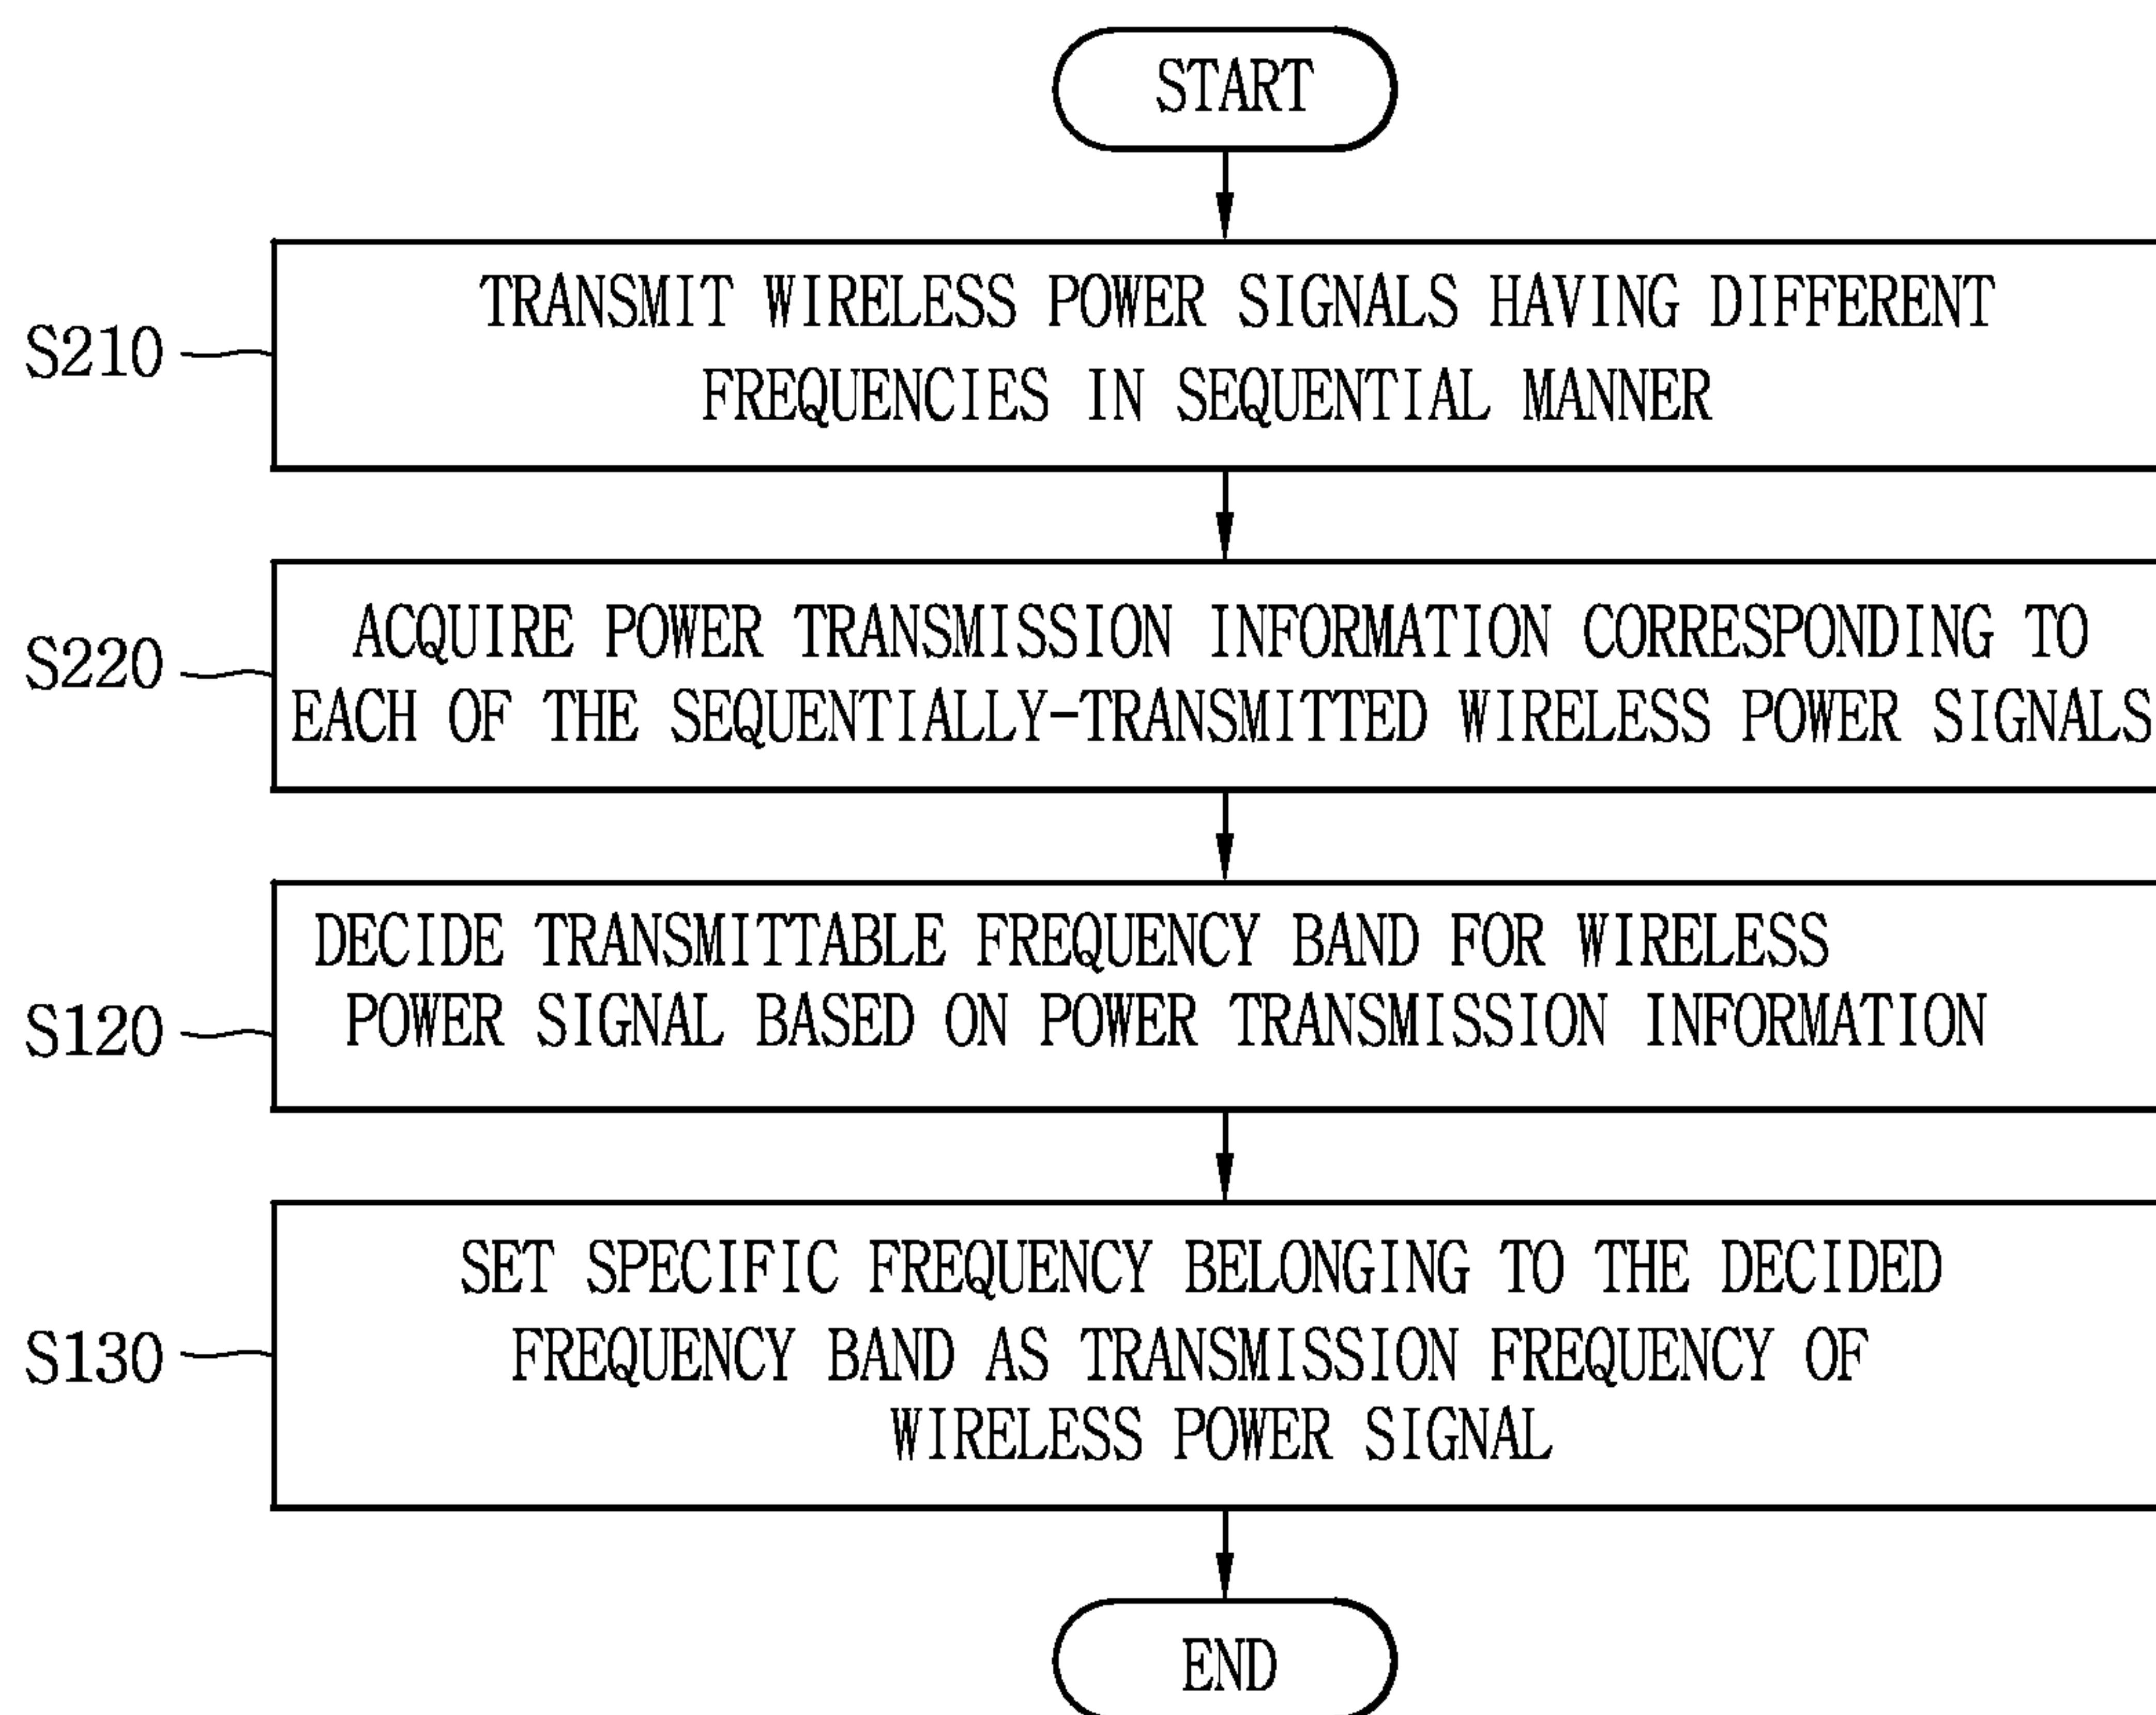 START
S210
TRANSMIT WIRELESS POWER SIGNALS HAVING DIFFERENT
FREQUENCIES IN SEQUENTIAL MANNER
S220
ACQUIRE POWER TRANSMISSION INFORMATION CORRESPONDING TO
EACH OF THE SEQUENTIALLY-TRANSMITTED WIRELESS POWER SIGNALS
S120
DECIDE TRANSMITTABLE FREQUENCY BAND FOR WIRELESS
POWER SIGNAL BASED ON POWER TRANSMISSION INFORMATION
S130
SET SPECIFIC FREQUENCY BELONGING TO THE DECIDED
FREQUENCY BAND AS TRANSMISSION FREQUENCY OF
WIRELESS POWER SIGNAL
END